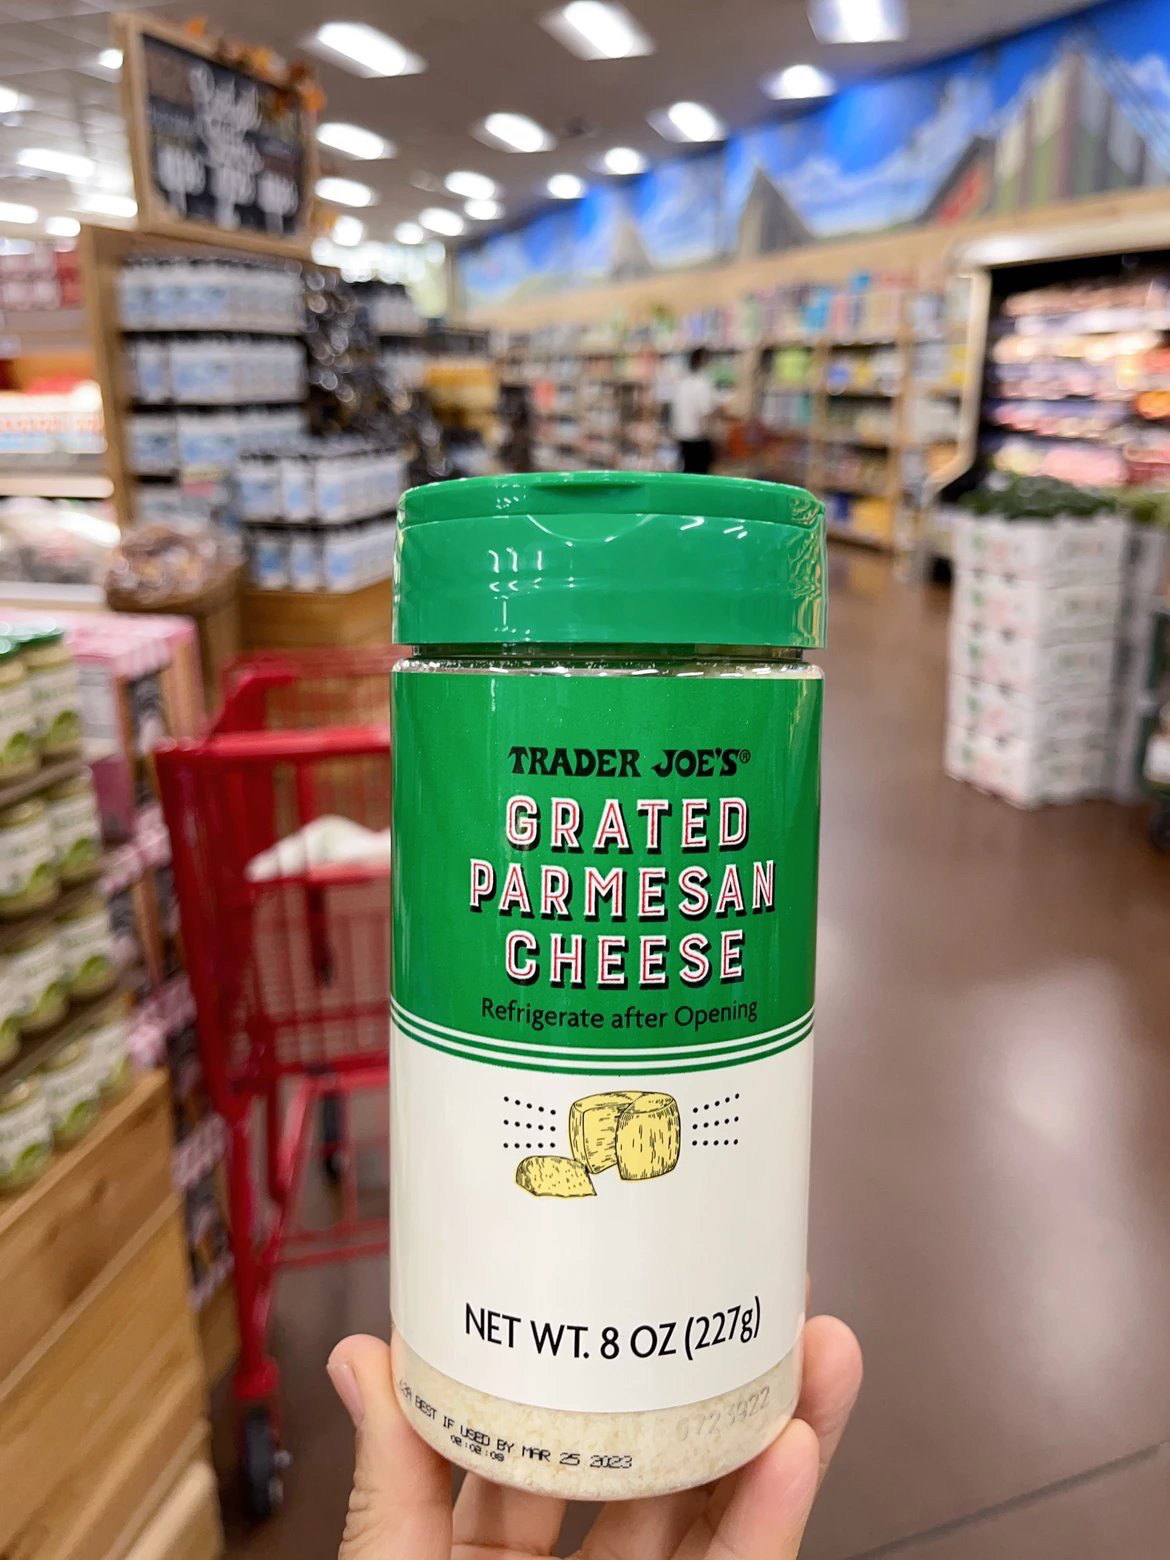 TRADER JOE'S®
GRATED
PARMESAN
CHEESE
Refrigerate after Opening
NET WT. 8 OZ (227g)
BEST IF USED BY MAR 25 2023